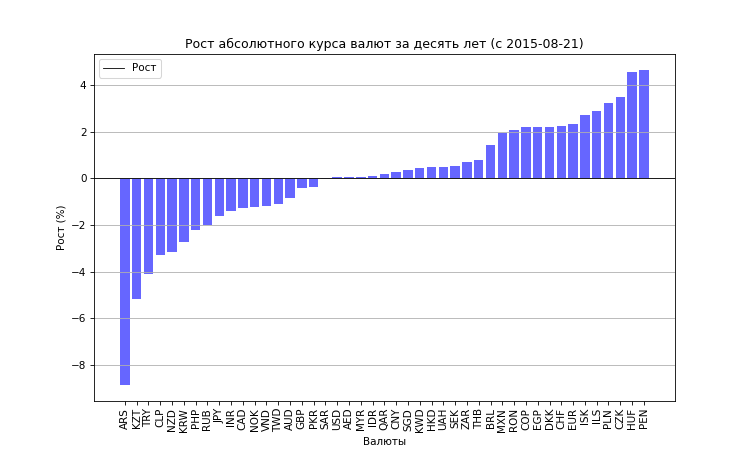 Рост абсолютного курса валют за десять лет (с 2015-08-21)
Рост
4
2
0
−2
−4
−6
−8
Рост (%)
ARS KZT TRY CLP NZD KRW PHP RUB JPY INR CAD NOK VND TWD AUD GBP PKR SAR USD AED MYR IDR QAR CNY SGD KWD HKD UAH SEK ZAR THB BRL MXN RON COP EGP DKK CHF EUR ISK ILS PLN CZK HUF PEN
Валюты